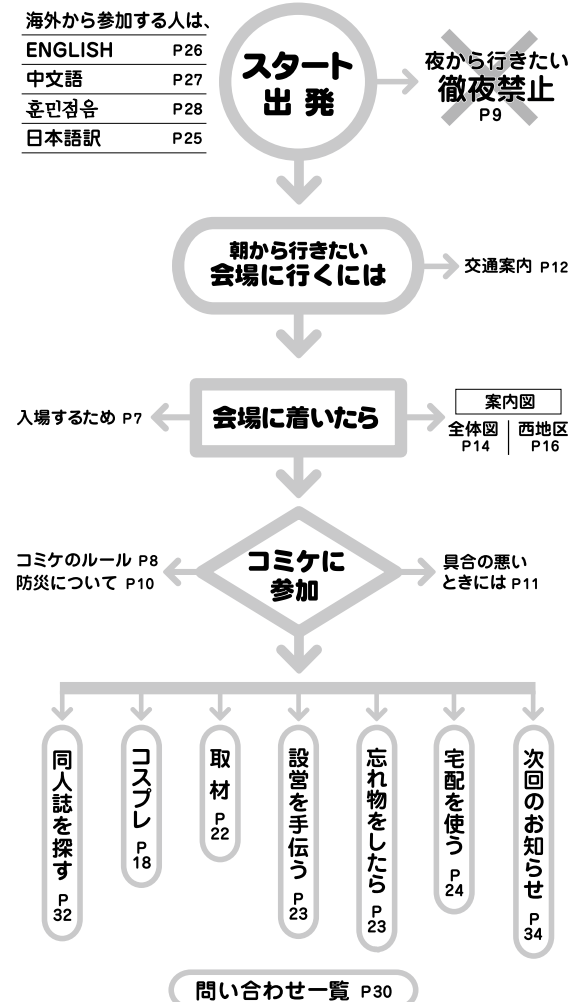 海外から参加する人は、
ENGLISH P26
中文語 P27
훈민정음 P28
日本語訳 P25
スタート
出発
夜から行きたい
徹夜禁止
P9
朝から行きたい
会場に行くには
交通案内 P12
入場するため P7
会場に着いたら
案内図
全体図 西地区
P14 P16
コミケのルール P8
防災について P10
コミケに
参加
具合の悪い
ときには P11
同人誌を探す P32
コスプレ P18
取材 P22
設営を手伝う P23
忘れ物をしたら P23
宅配を使う P24
次回のお知らせ P34
問い合わせ一覧 P30